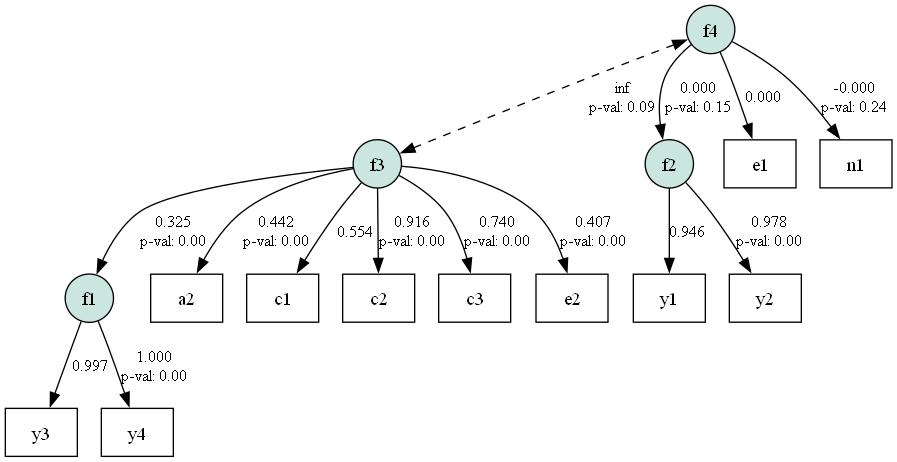 f4
inf
p-val: 0.09
0.000
p-val: 0.15
0.000
-0.000
p-val: 0.24
f3
f2
e1
n1
0.325
p-val: 0.00
0.442
p-val: 0.00
0.554
0.916
p-val: 0.00
0.740
p-val: 0.00
0.407
p-val: 0.00
0.946
0.978
p-val: 0.00
f1
a2
c1
c2
c3
e2
y1
y2
0.997
1.000
p-val: 0.00
y3
y4